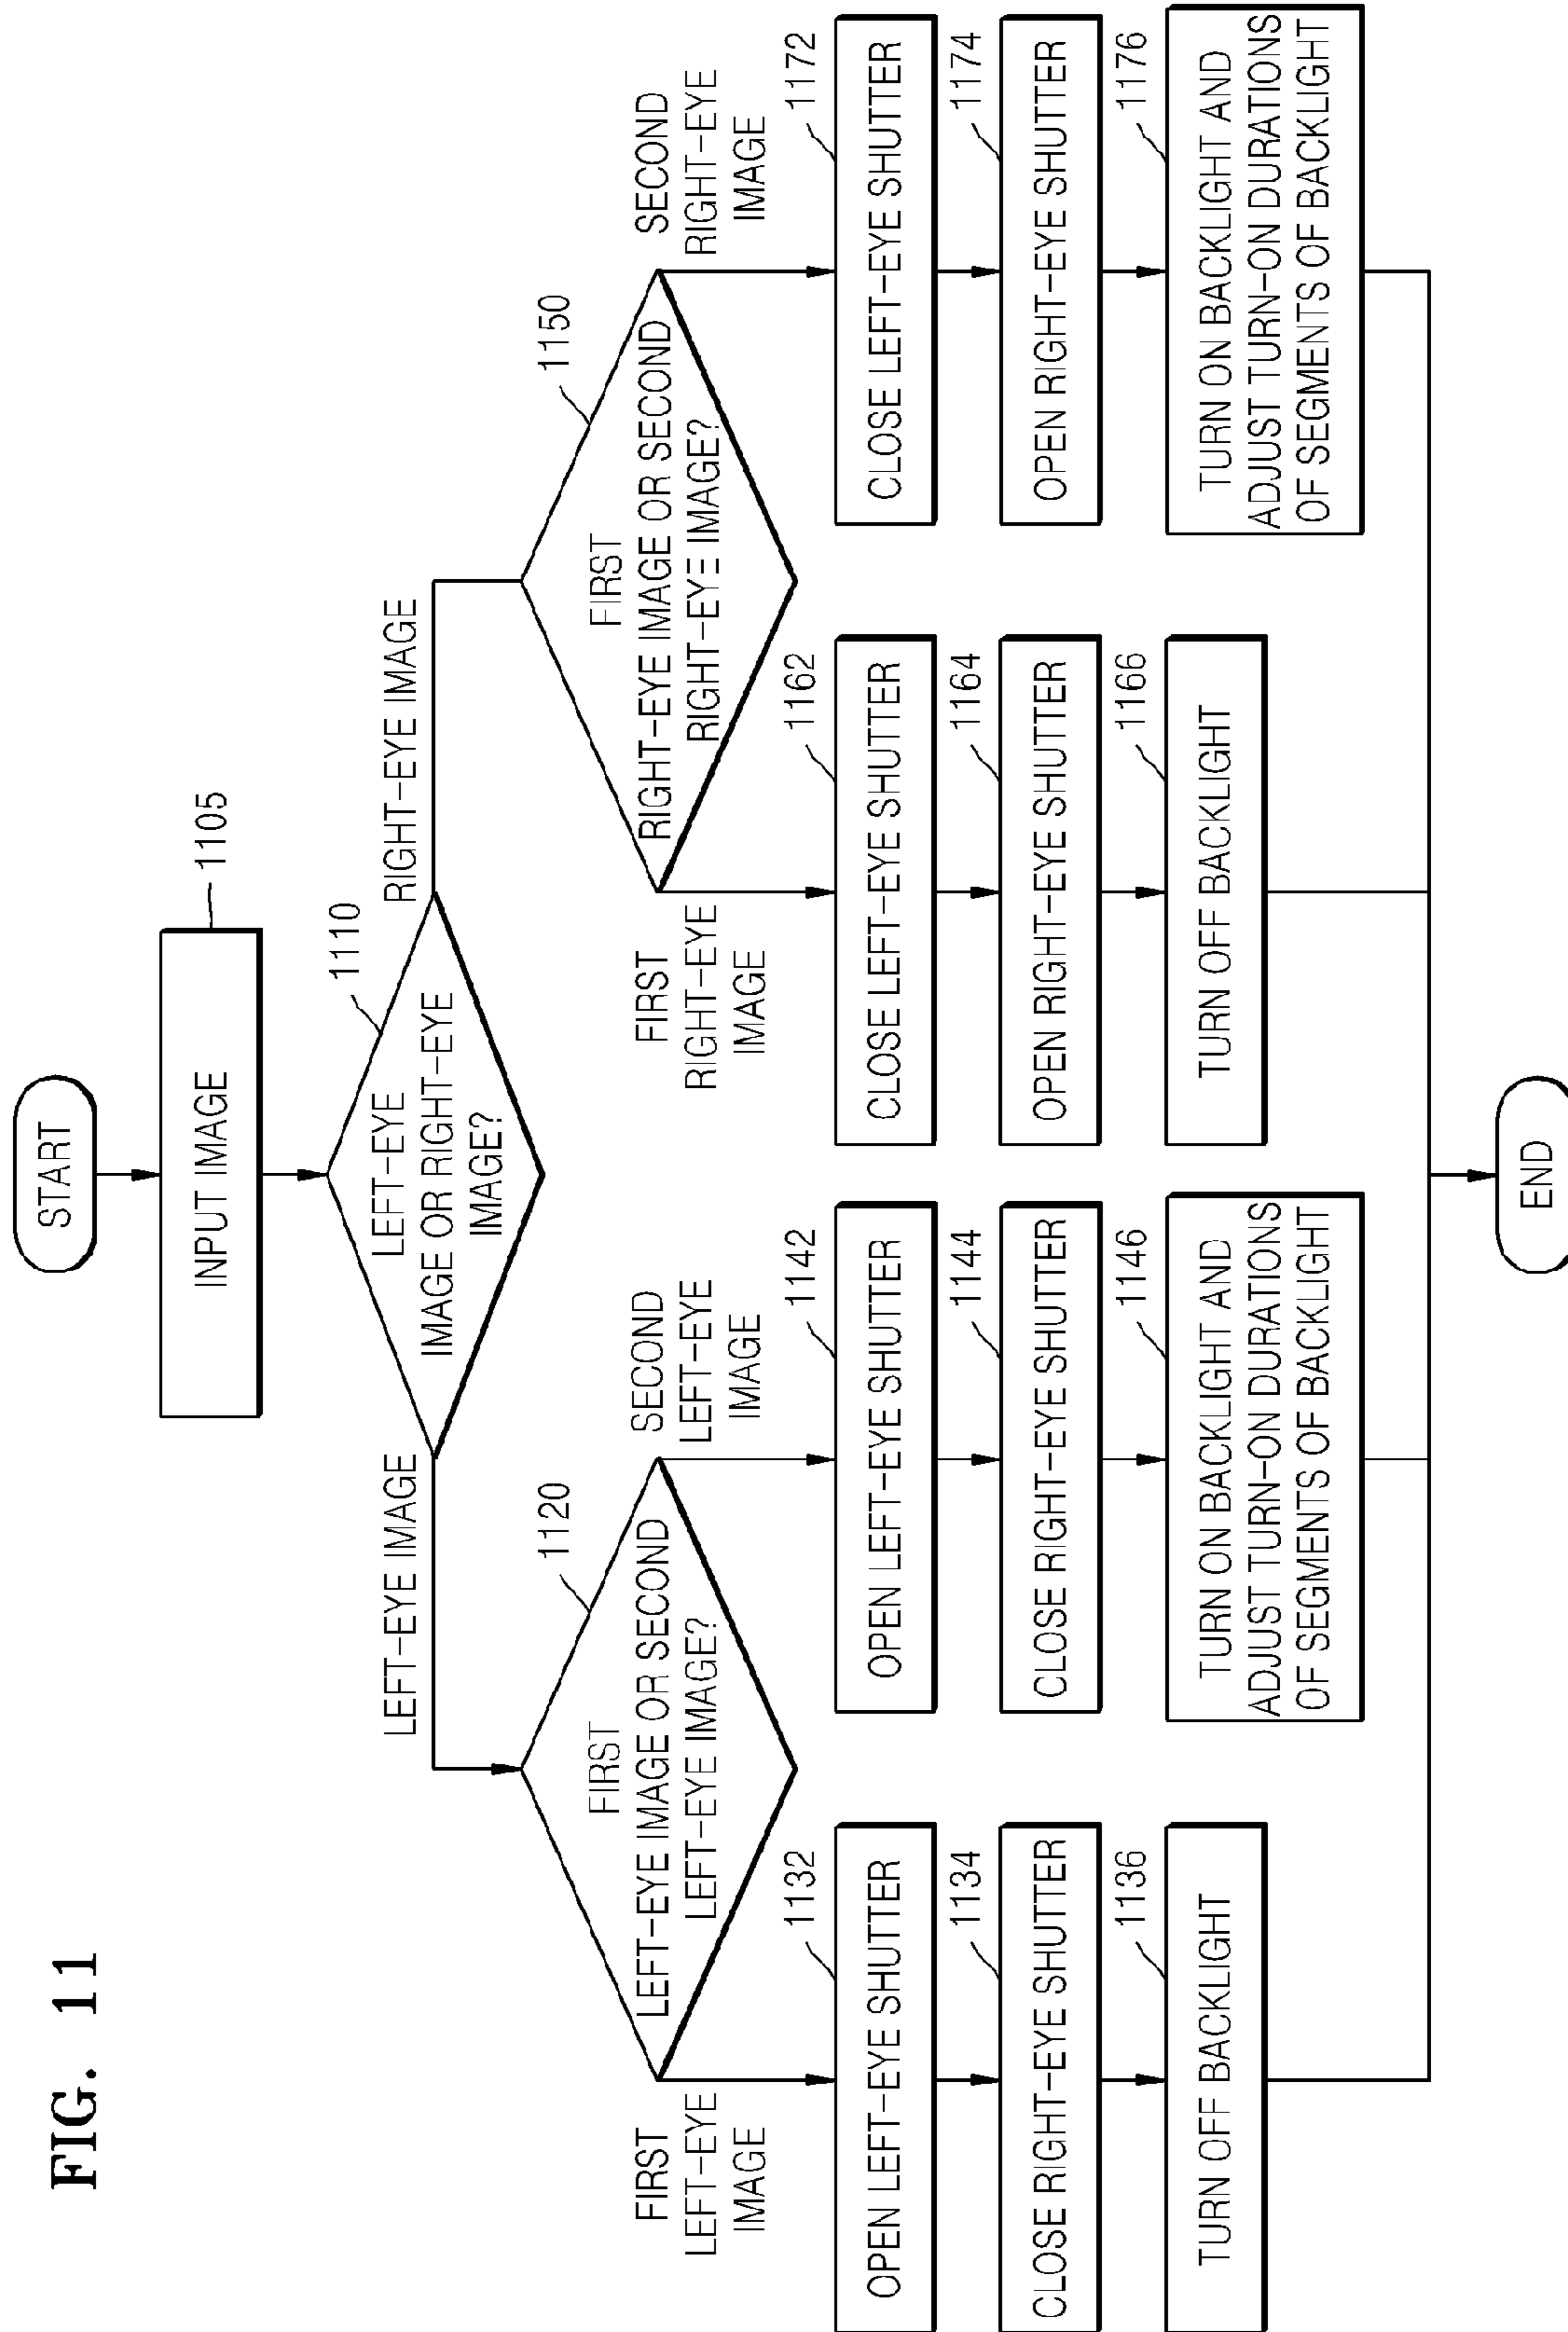 FIG. 11
START
INPUT IMAGE
1105
1110
LEFT-EYE
IMAGE OR RIGHT-EYE
IMAGE?
LEFT-EYE IMAGE
RIGHT-EYE IMAGE
1120
FIRST
LEFT-EYE IMAGE OR SECOND
LEFT-EYE IMAGE?
1150
FIRST
RIGHT-EYE IMAGE OR SECOND
RIGHT-EYE IMAGE?
FIRST
LEFT-EYE
IMAGE
SECOND
LEFT-EYE
IMAGE
FIRST
RIGHT-EYE
IMAGE
SECOND
RIGHT-EYE
IMAGE
1132
OPEN LEFT-EYE SHUTTER
1134
CLOSE RIGHT-EYE SHUTTER
1136
TURN OFF BACKLIGHT
1142
OPEN LEFT-EYE SHUTTER
1144
CLOSE RIGHT-EYE SHUTTER
1146
TURN ON BACKLIGHT AND
ADJUST TURN-ON DURATIONS
OF SEGMENTS OF BACKLIGHT
1162
CLOSE LEFT-EYE SHUTTER
1164
OPEN RIGHT-EYE SHUTTER
1166
TURN OFF BACKLIGHT
1172
CLOSE LEFT-EYE SHUTTER
1174
OPEN RIGHT-EYE SHUTTER
1176
TURN ON BACKLIGHT AND
ADJUST TURN-ON DURATIONS
OF SEGMENTS OF BACKLIGHT
END